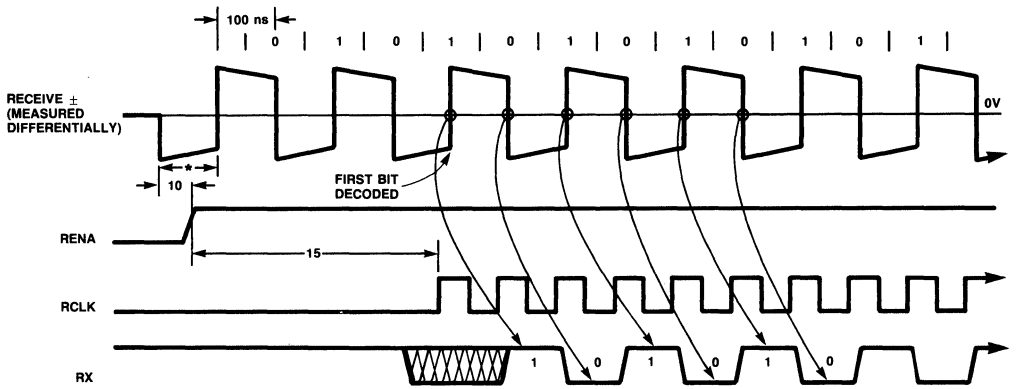 100 ns
0 1 0 1 0 1 0 1 0 1 0 1
RECEIVE ±
(MEASURED
DIFFERENTIALLY)
0V
*
10
FIRST BIT
DECODED
RENA
15
RCLK
RX
1 0 1 0 1 0